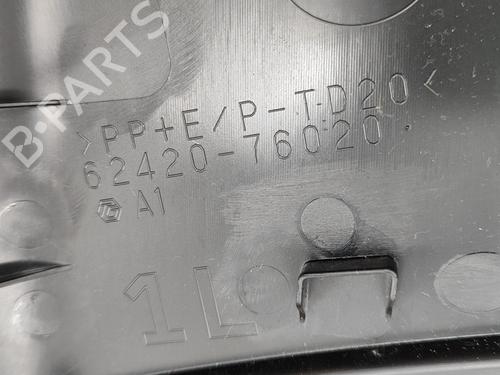 B-PARTS
>PP+E/P-TD20<
62420-76020
A1
1L